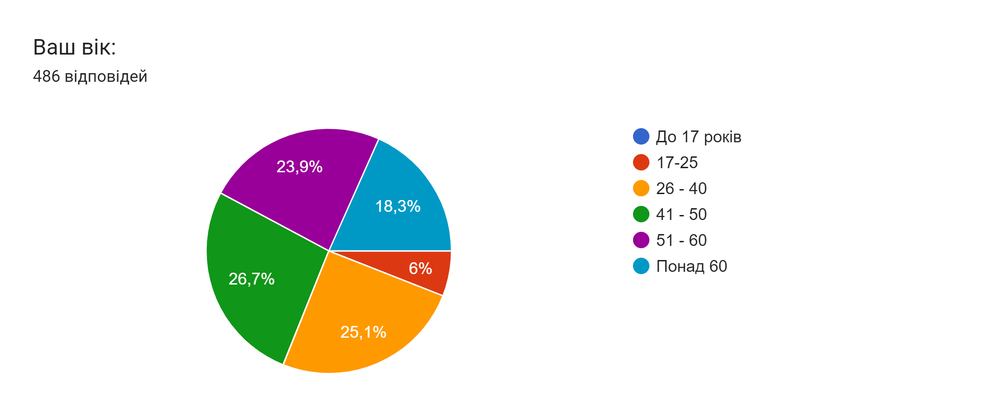 Ваш вік:
486 відповідей
23,9%
18,3%
6%
26,7%
25,1%
До 17 років
17-25
26 - 40
41 - 50
51 - 60
Понад 60